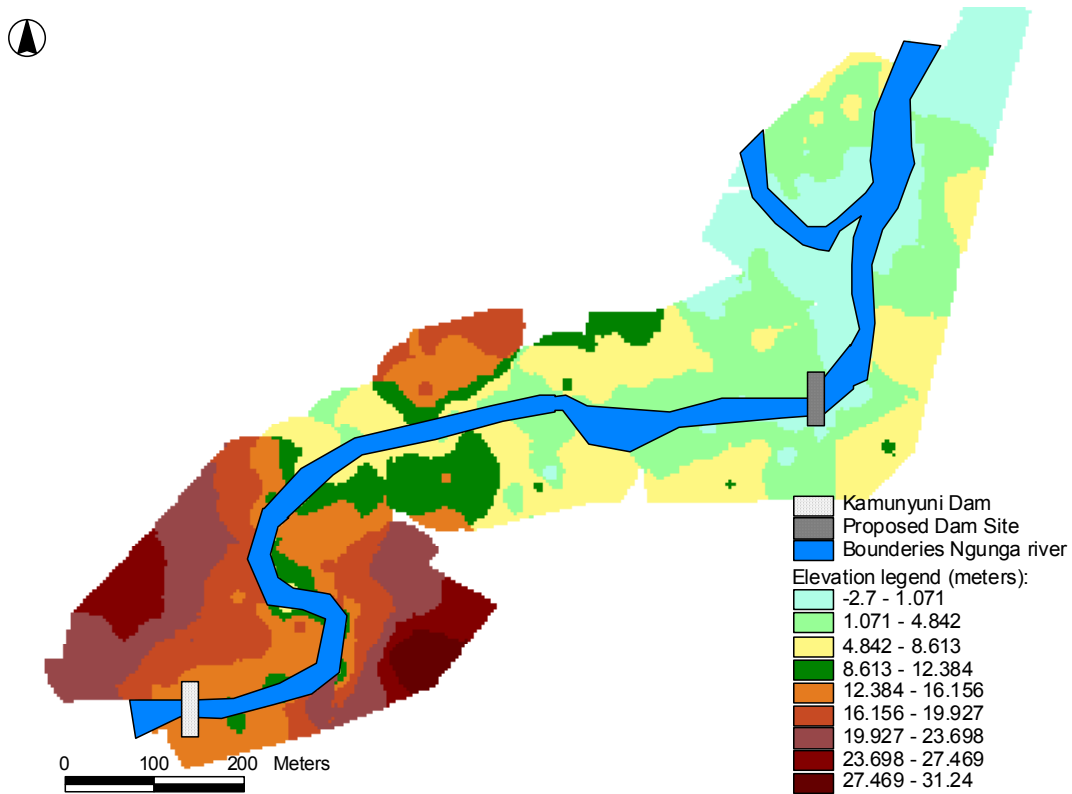 Kamunyuni Dam
Proposed Dam Site
Bounderies Ngunga river
Elevation legend (meters):
-2.7 - 1.071
1.071 - 4.842
4.842 - 8.613
8.613 - 12.384
12.384 - 16.156
16.156 - 19.927
19.927 - 23.698
23.698 - 27.469
27.469 - 31.24
0 100 200 Meters